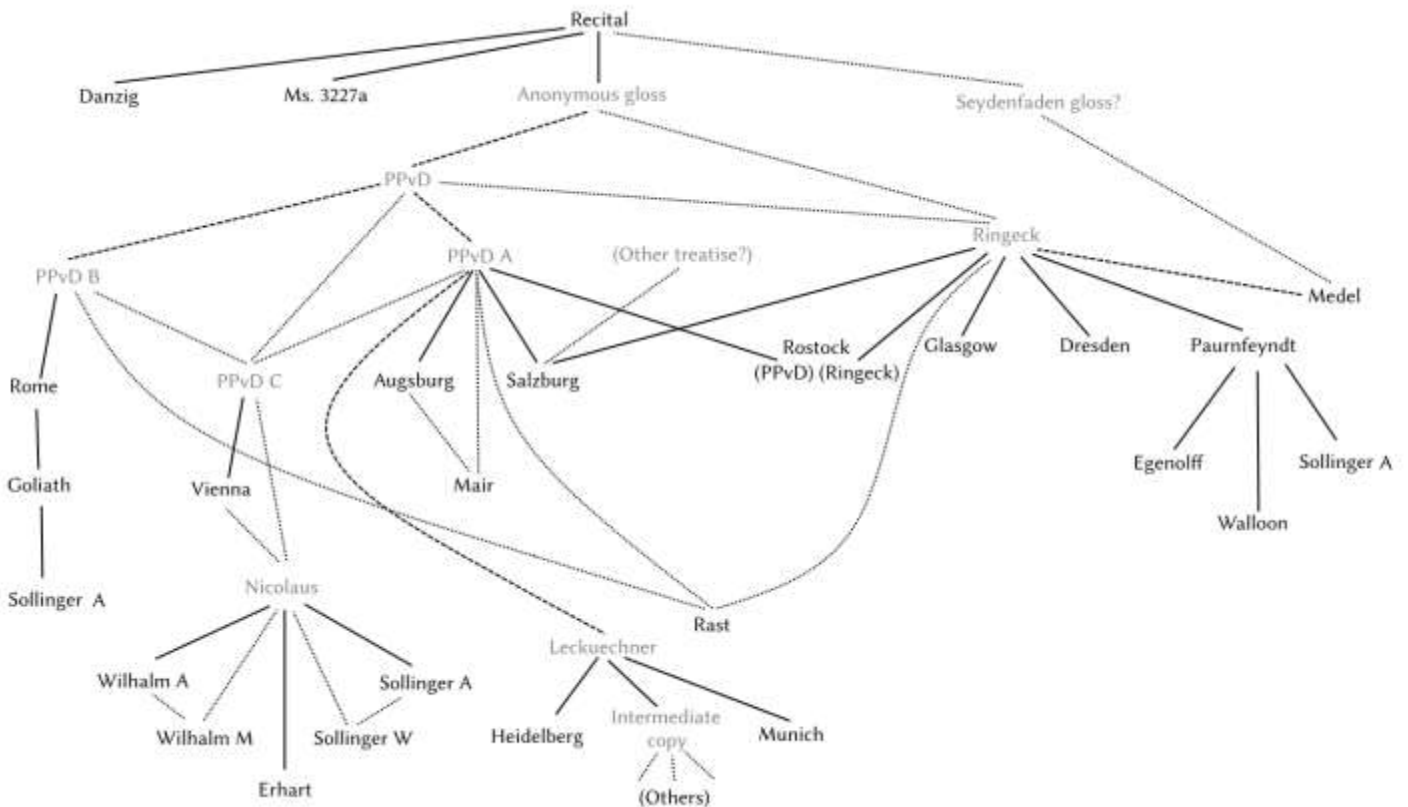 Recital
Danzig
Ms. 3227a
Anonymous gloss
Seydenfaden gloss?
PPvD
Ringeck
PPvD B
PPvD A
(Other treatise?)
Medel
Rome
PPvD C
Augsburg
Salzburg
Rostock
(PPvD) (Ringeck)
Glasgow
Dresden
Paurnfeyndt
Goliath
Vienna
Mair
Egenolff
Sollinger A
Walloon
Sollinger A
Nicolaus
Rast
Leckuechner
Wilhalm A
Sollinger A
Wilhalm M
Sollinger W
Heidelberg
Intermediate
copy
Munich
Erhart
(Others)